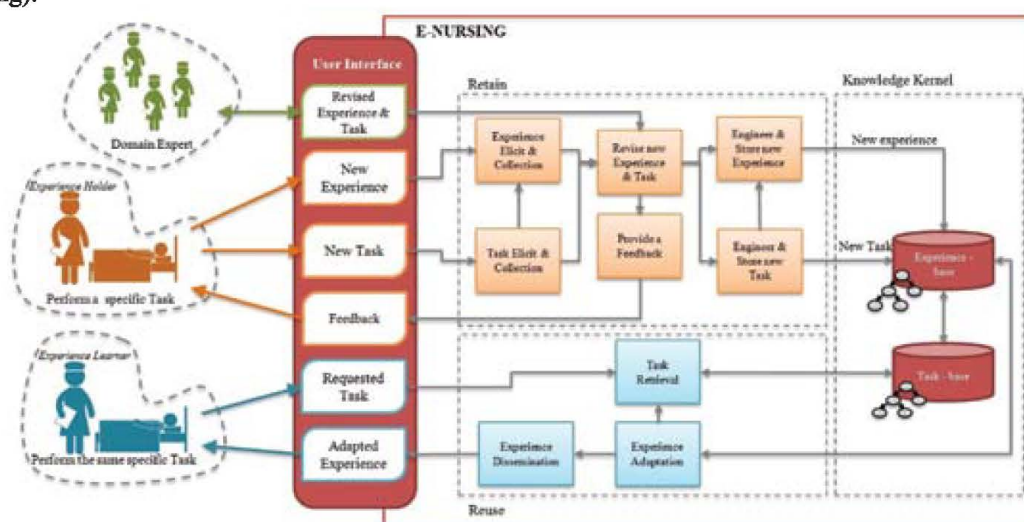 ng).
E-NURSING
User Interface
Revised
Experience &
Task
New
Experience
New Task
Feedback
Requested
Task
Adapted
Experience
Domain Expert
Experience Holder
Perform a specific Task
Experience Learner
Perform the same specific Task
Retain
Experience
Elicit &
Collection
Task Elicit &
Collection
Revise new
Experience
& Task
Provide a
Feedback
Engineer &
Store new
Experience
Engineer &
Store new
Task
Knowledge Kernel
New experience
New Task
Experience -
base
Task - base
Task
Retrieval
Experience
Dissemination
Experience
Adaptation
Reuse